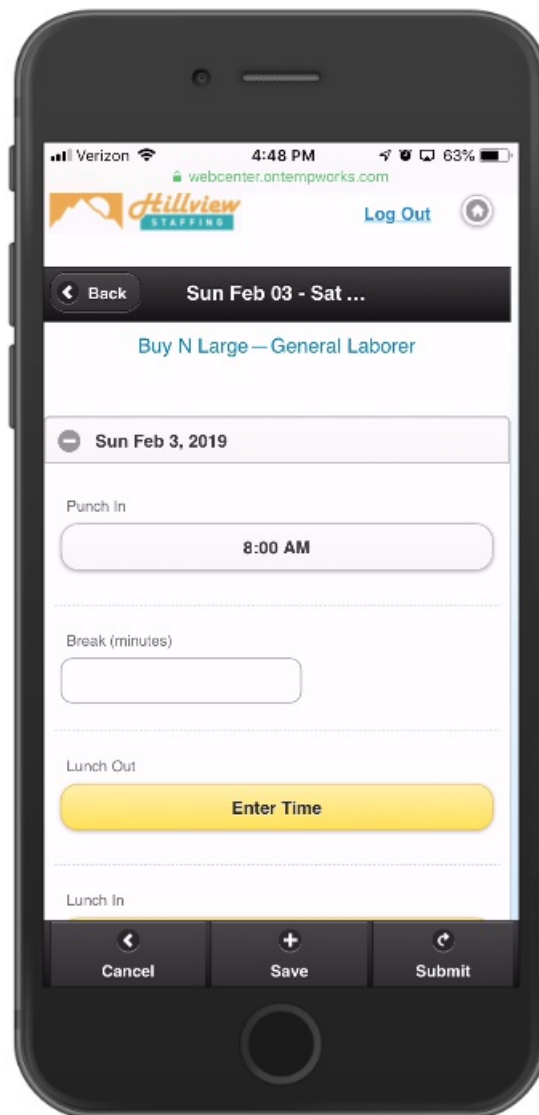 Verizon 4:48 PM 63%
webcenter.ontempworks.com
Hillview
STAFFING
Log Out
Back Sun Feb 03 - Sat ...
Buy N Large — General Laborer
Sun Feb 3, 2019
Punch In
8:00 AM
Break (minutes)
Lunch Out
Enter Time
Lunch In
Cancel Save Submit